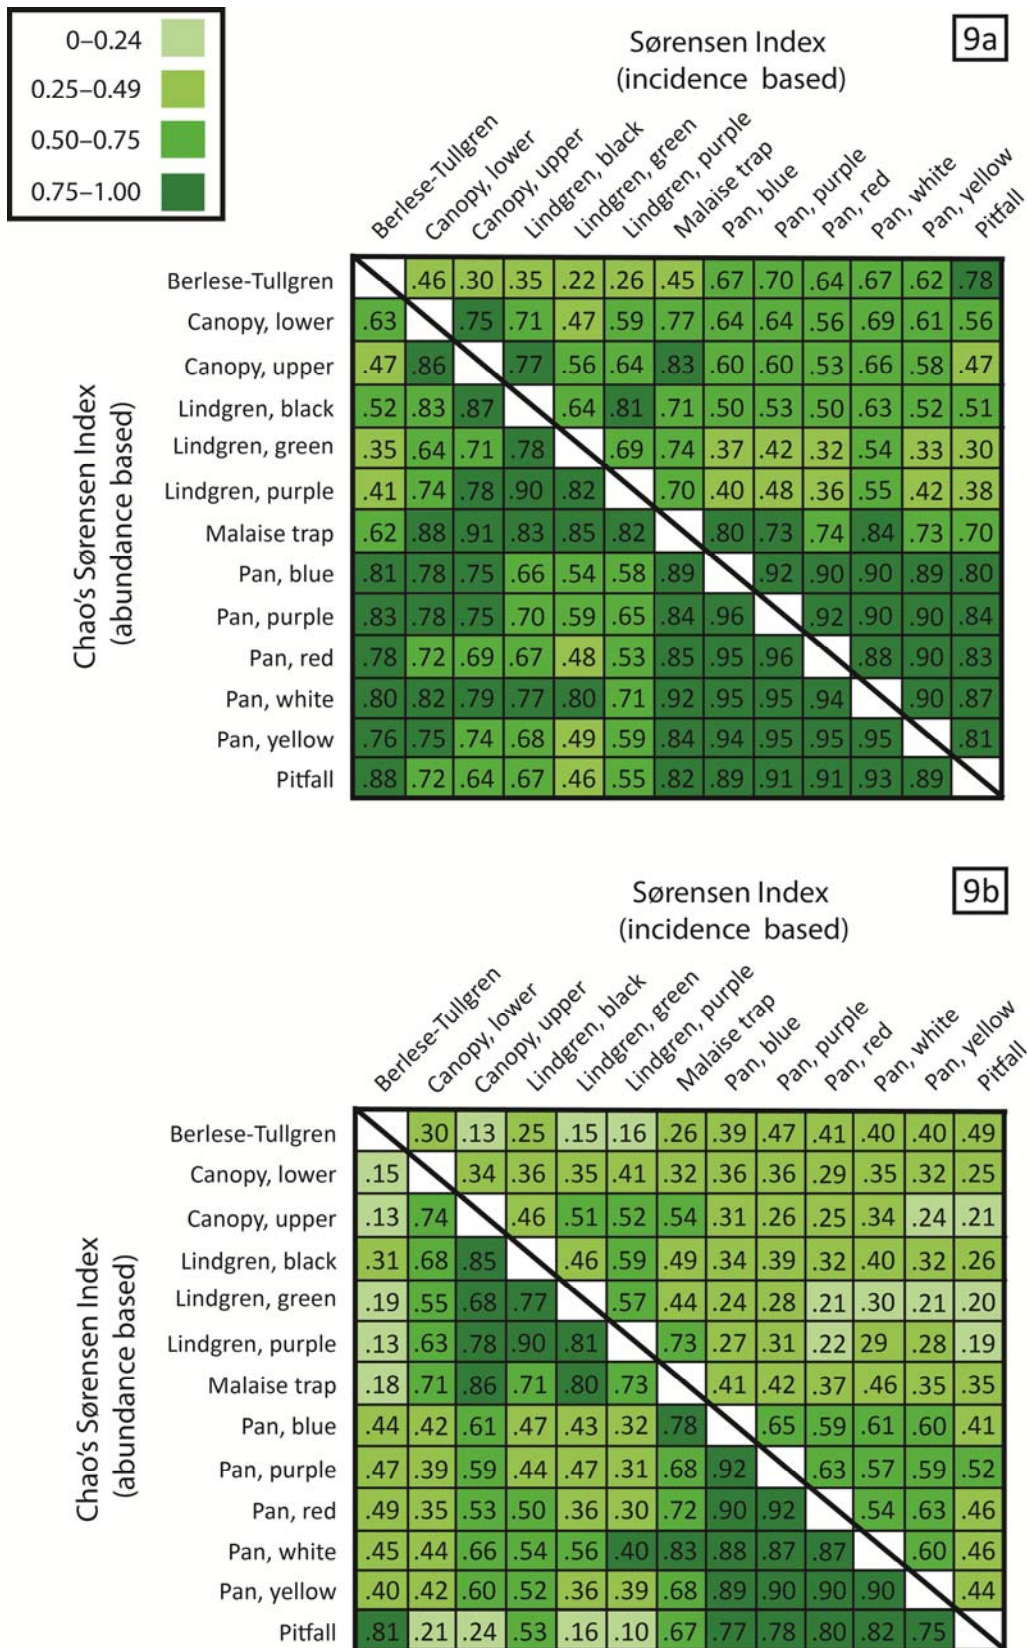 0–0.24
0.25–0.49
0.50–0.75
0.75–1.00
Sørensen Index
(incidence based)
9a
Berlese-Tullgren
Canopy, lower
Canopy, upper
Lindgren, black
Lindgren, green
Lindgren, purple
Malaise trap
Pan, blue
Pan, purple
Pan, red
Pan, white
Pan, yellow
Pitfall
Chao's Sørensen Index
(abundance based)
Berlese-Tullgren .46 .30 .35 .22 .26 .45 .67 .70 .64 .67 .62 .78
Canopy, lower .63 .75 .71 .47 .59 .77 .64 .64 .56 .69 .61 .56
Canopy, upper .47 .86 .77 .56 .64 .83 .60 .60 .53 .66 .58 .47
Lindgren, black .52 .83 .87 .64 .81 .71 .50 .53 .50 .63 .52 .51
Lindgren, green .35 .64 .71 .78 .69 .74 .37 .42 .32 .54 .33 .30
Lindgren, purple .41 .74 .78 .90 .82 .70 .40 .48 .36 .55 .42 .38
Malaise trap .62 .88 .91 .83 .85 .82 .80 .73 .74 .84 .73 .70
Pan, blue .81 .78 .75 .66 .54 .58 .89 .92 .90 .90 .89 .80
Pan, purple .83 .78 .75 .70 .59 .65 .84 .96 .92 .90 .90 .84
Pan, red .78 .72 .69 .67 .48 .53 .85 .95 .96 .88 .90 .83
Pan, white .80 .82 .79 .77 .80 .71 .92 .95 .95 .94 .90 .87
Pan, yellow .76 .75 .74 .68 .49 .59 .84 .94 .95 .95 .95 .81
Pitfall .88 .72 .64 .67 .46 .55 .82 .89 .91 .91 .93 .89
Sørensen Index
(incidence based)
9b
Berlese-Tullgren
Canopy, lower
Canopy, upper
Lindgren, black
Lindgren, green
Lindgren, purple
Malaise trap
Pan, blue
Pan, purple
Pan, red
Pan, white
Pan, yellow
Pitfall
Chao's Sørensen Index
(abundance based)
Berlese-Tullgren .30 .13 .25 .15 .16 .26 .39 .47 .41 .40 .40 .49
Canopy, lower .15 .34 .36 .35 .41 .32 .36 .36 .29 .35 .32 .25
Canopy, upper .13 .74 .46 .51 .52 .54 .31 .26 .25 .34 .24 .21
Lindgren, black .31 .68 .85 .46 .59 .49 .34 .39 .32 .40 .32 .26
Lindgren, green .19 .55 .68 .77 .57 .44 .24 .28 .21 .30 .21 .20
Lindgren, purple .13 .63 .78 .90 .81 .73 .27 .31 .22 29 .28 .19
Malaise trap .18 .71 .86 .71 .80 .73 .41 .42 .37 .46 .35 .35
Pan, blue .44 .42 .61 .47 .43 .32 .78 .65 .59 .61 .60 .41
Pan, purple .47 .39 .59 .44 .47 .31 .68 .92 .63 .57 .59 .52
Pan, red .49 .35 .53 .50 .36 .30 .72 .90 .92 .54 .63 .46
Pan, white .45 .44 .66 .54 .56 .40 .83 .88 .87 .87 .60 .46
Pan, yellow .40 .42 .60 .52 .36 .39 .68 .89 .90 .90 .90 .44
Pitfall .81 .21 .24 .53 .16 .10 .67 .77 .78 .80 .82 .75